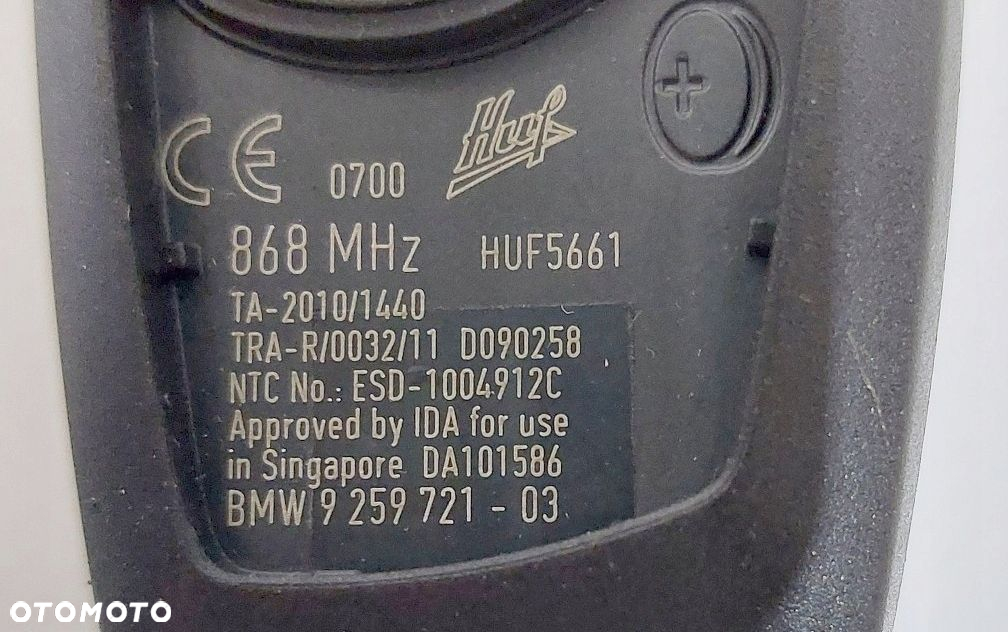 Huf
CE 0700
868 MHz HUF5661
TA-2010/1440
TRA-R/0032/11 D090258
NTC No.: ESD-1004912C
Approved by IDA for use
in Singapore DA101586
BMW 9 259 721 - 03
OTOMOTO